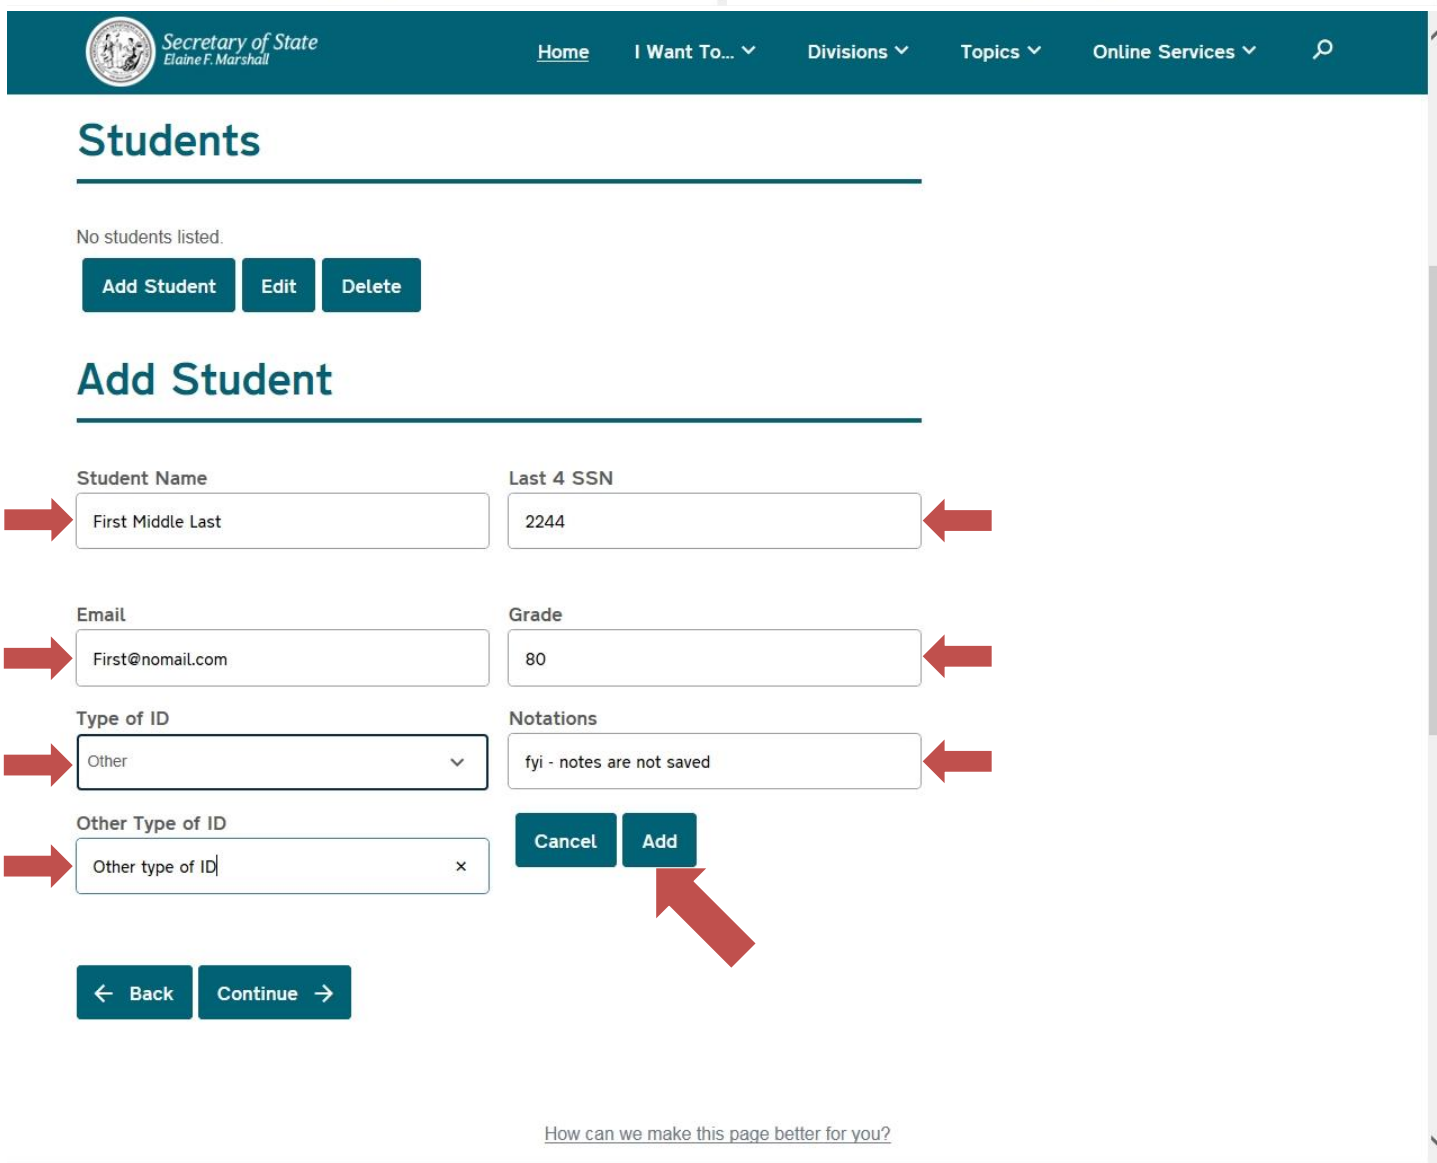 Secretary of State
Elaine F. Marshall
Home I Want To... Divisions Topics Online Services
Students
No students listed.
Add Student Edit Delete
Add Student
Student Name Last 4 SSN
First Middle Last 2244
Email Grade
First@nomail.com 80
Type of ID Notations
Other fyi - notes are not saved
Other Type of ID
Cancel Add
Other type of ID ×
← Back Continue →
How can we make this page better for you?